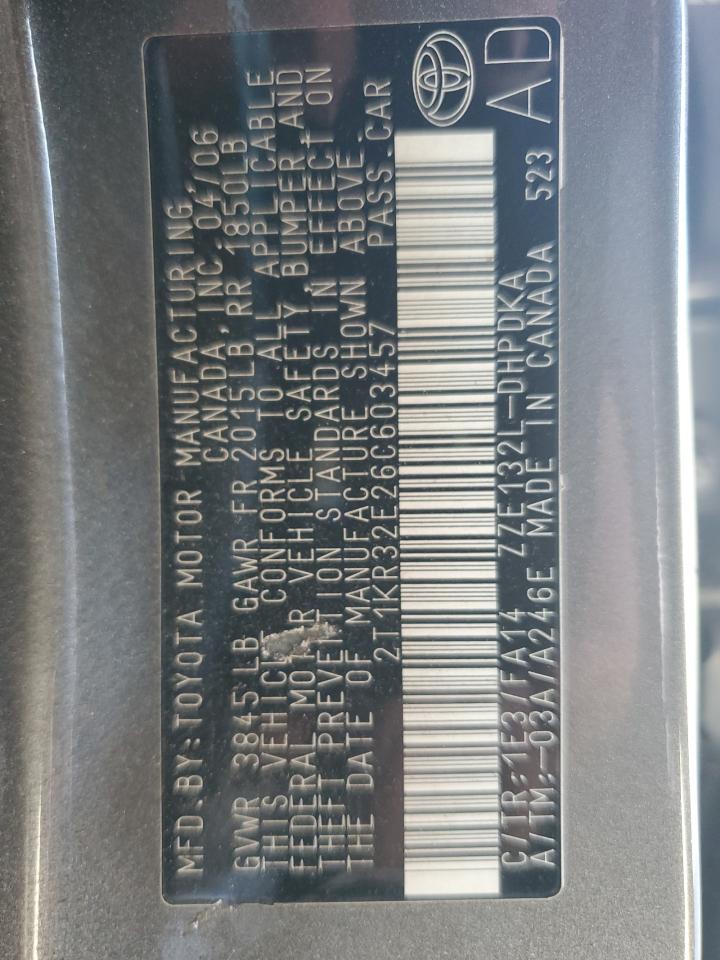 MFD.BY:TOYOTA MOTOR MANUFACTURING,
CANADA,INC.04/06
GVWR 3845LB GAWR FR 2015LB RR 1850LB
THIS VEHICLE CONFORMS TO ALL APPLICABLE
FEDERAL MOTOR VEHICLE SAFETY,BUMPER AND
THEFT PREVENTION STANDARDS IN EFFECT ON
THE DATE OF MANUFACTURE SHOWN ABOVE.
2T1KR32E26C603457 PASS.CAR
C/TR:1E3/FA14 ZZE132L-DHPDKA
A/TM:-03A/A246E MADE IN CANADA 523
AD